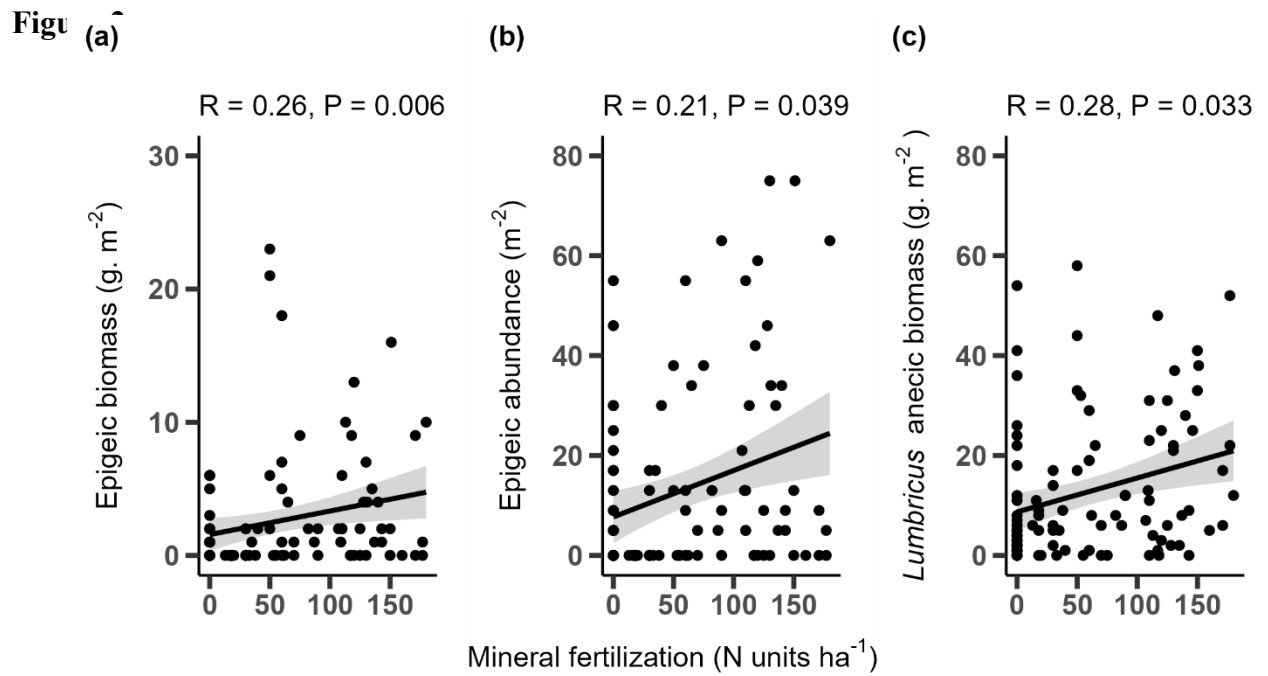 (a)
(b)
(c)
R = 0.26, P = 0.006
R = 0.21, P = 0.039
R = 0.28, P = 0.033
Epigeic biomass (g. m⁻²)
30
20
10
0
0 50 100 150
Epigeic abundance (m⁻²)
80
60
40
20
0
0 50 100 150
Lumbricus anecic biomass (g. m⁻²)
80
60
40
20
0
0 50 100 150
Mineral fertilization (N units ha⁻¹)